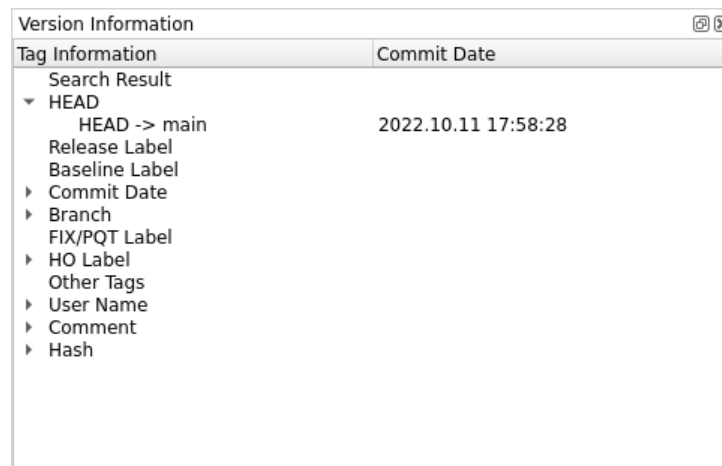 Version Information
Tag Information Commit Date
Search Result
HEAD
HEAD -> main 2022.10.11 17:58:28
Release Label
Baseline Label
Commit Date
Branch
FIX/PQT Label
HO Label
Other Tags
User Name
Comment
Hash